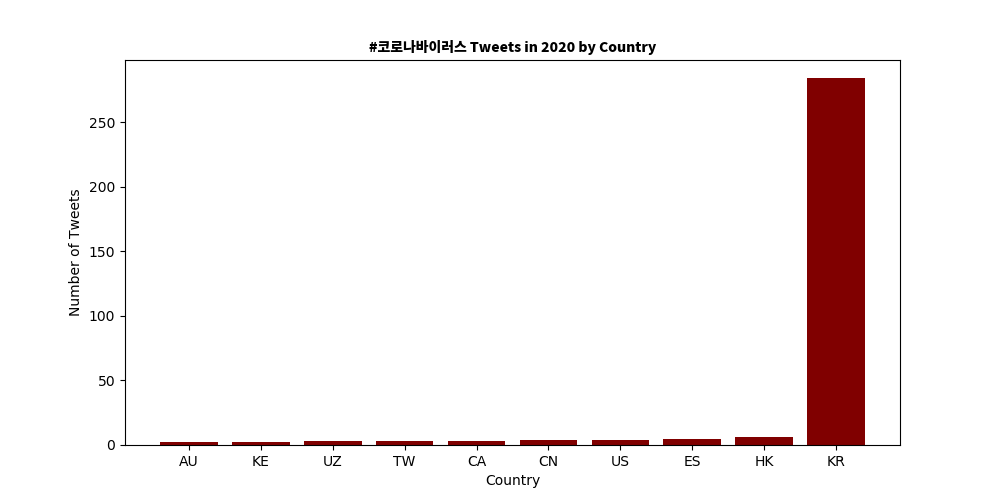 #코로나바이러스 Tweets in 2020 by Country
Number of Tweets
250
200
150
100
50
0
AU KE UZ TW CA CN US ES HK KR
Country